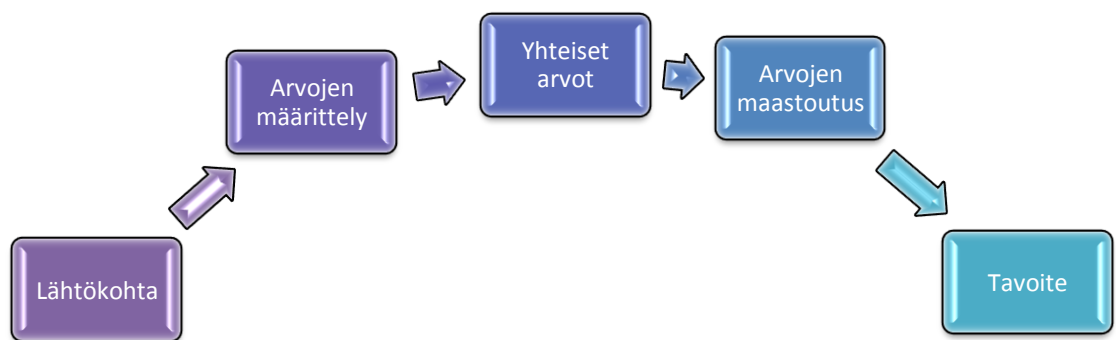 Lähtökohta
Arvojen
määrittely
Yhteiset
arvot
Arvojen
maastoutus
Tavoite